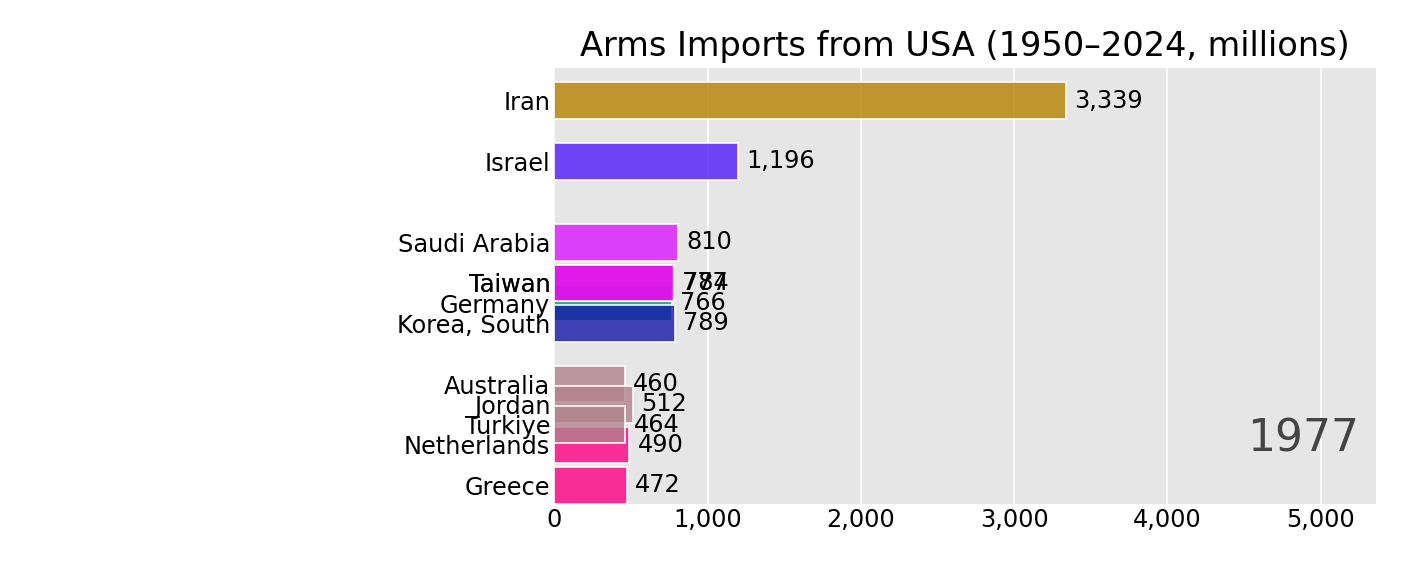 Arms Imports from USA (1950–2024, millions)
Iran 3,339
Israel 1,196
Saudi Arabia 810
Taiwan
Germany 766
Korea, South 789
Australia 460
Jordan 512
Turkiye 464
Netherlands 490
Greece 472
1977
0 1,000 2,000 3,000 4,000 5,000